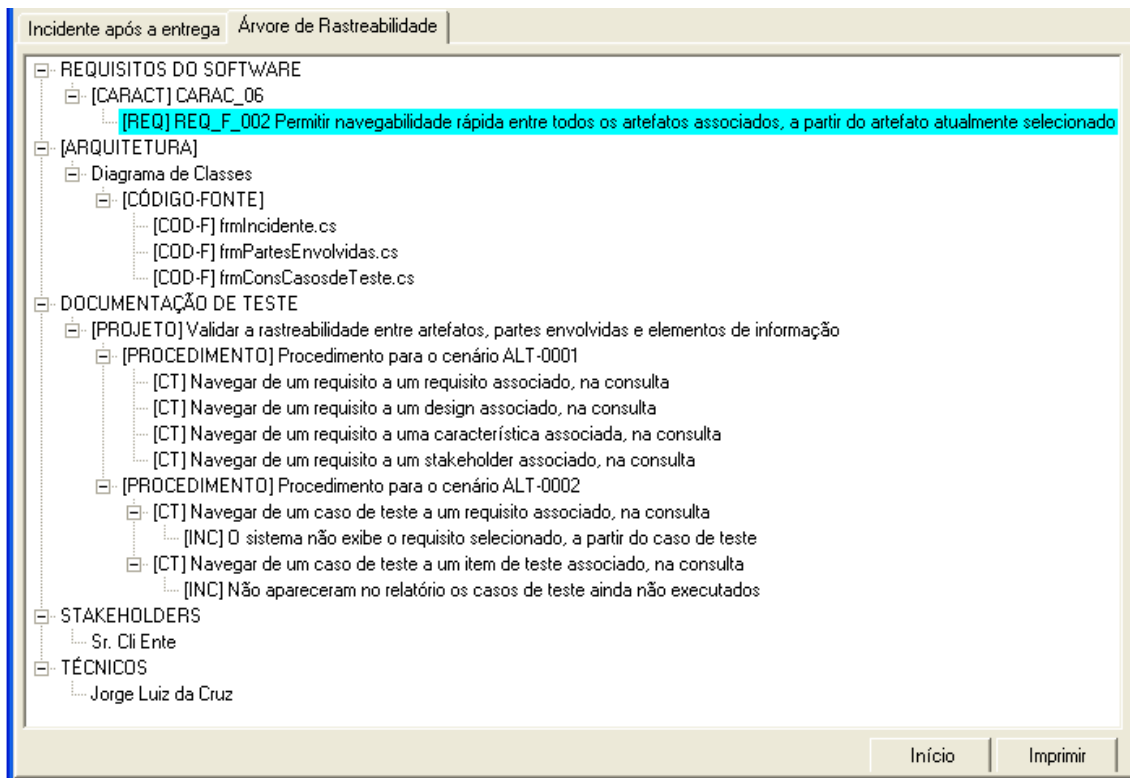 Incidente após a entrega Árvore de Rastreabilidade
REQUISITOS DO SOFTWARE
[CARACT] CARAC_06
[REQ] REQ_F_002 Permitir navegabilidade rápida entre todos os artefatos associados, a partir do artefato atualmente selecionado
[ARQUITETURA]
Diagrama de Classes
[CÓDIGO-FONTE]
[COD-F] frmIncidente.cs
[COD-F] frmPartesEnvolvidas.cs
[COD-F] frmConsCasosdeTeste.cs
DOCUMENTAÇÃO DE TESTE
[PROJETO] Validar a rastreabilidade entre artefatos, partes envolvidas e elementos de informação
[PROCEDIMENTO] Procedimento para o cenário ALT-0001
[CT] Navegar de um requisito a um requisito associado, na consulta
[CT] Navegar de um requisito a um design associado, na consulta
[CT] Navegar de um requisito a uma característica associada, na consulta
[CT] Navegar de um requisito a um stakeholder associado, na consulta
[PROCEDIMENTO] Procedimento para o cenário ALT-0002
[CT] Navegar de um caso de teste a um requisito associado, na consulta
[INC] O sistema não exibe o requisito selecionado, a partir do caso de teste
[CT] Navegar de um caso de teste a um item de teste associado, na consulta
[INC] Não apareceram no relatório os casos de teste ainda não executados
STAKEHOLDERS
Sr. Cli Ente
TÉCNICOS
Jorge Luiz da Cruz
Início Imprimir